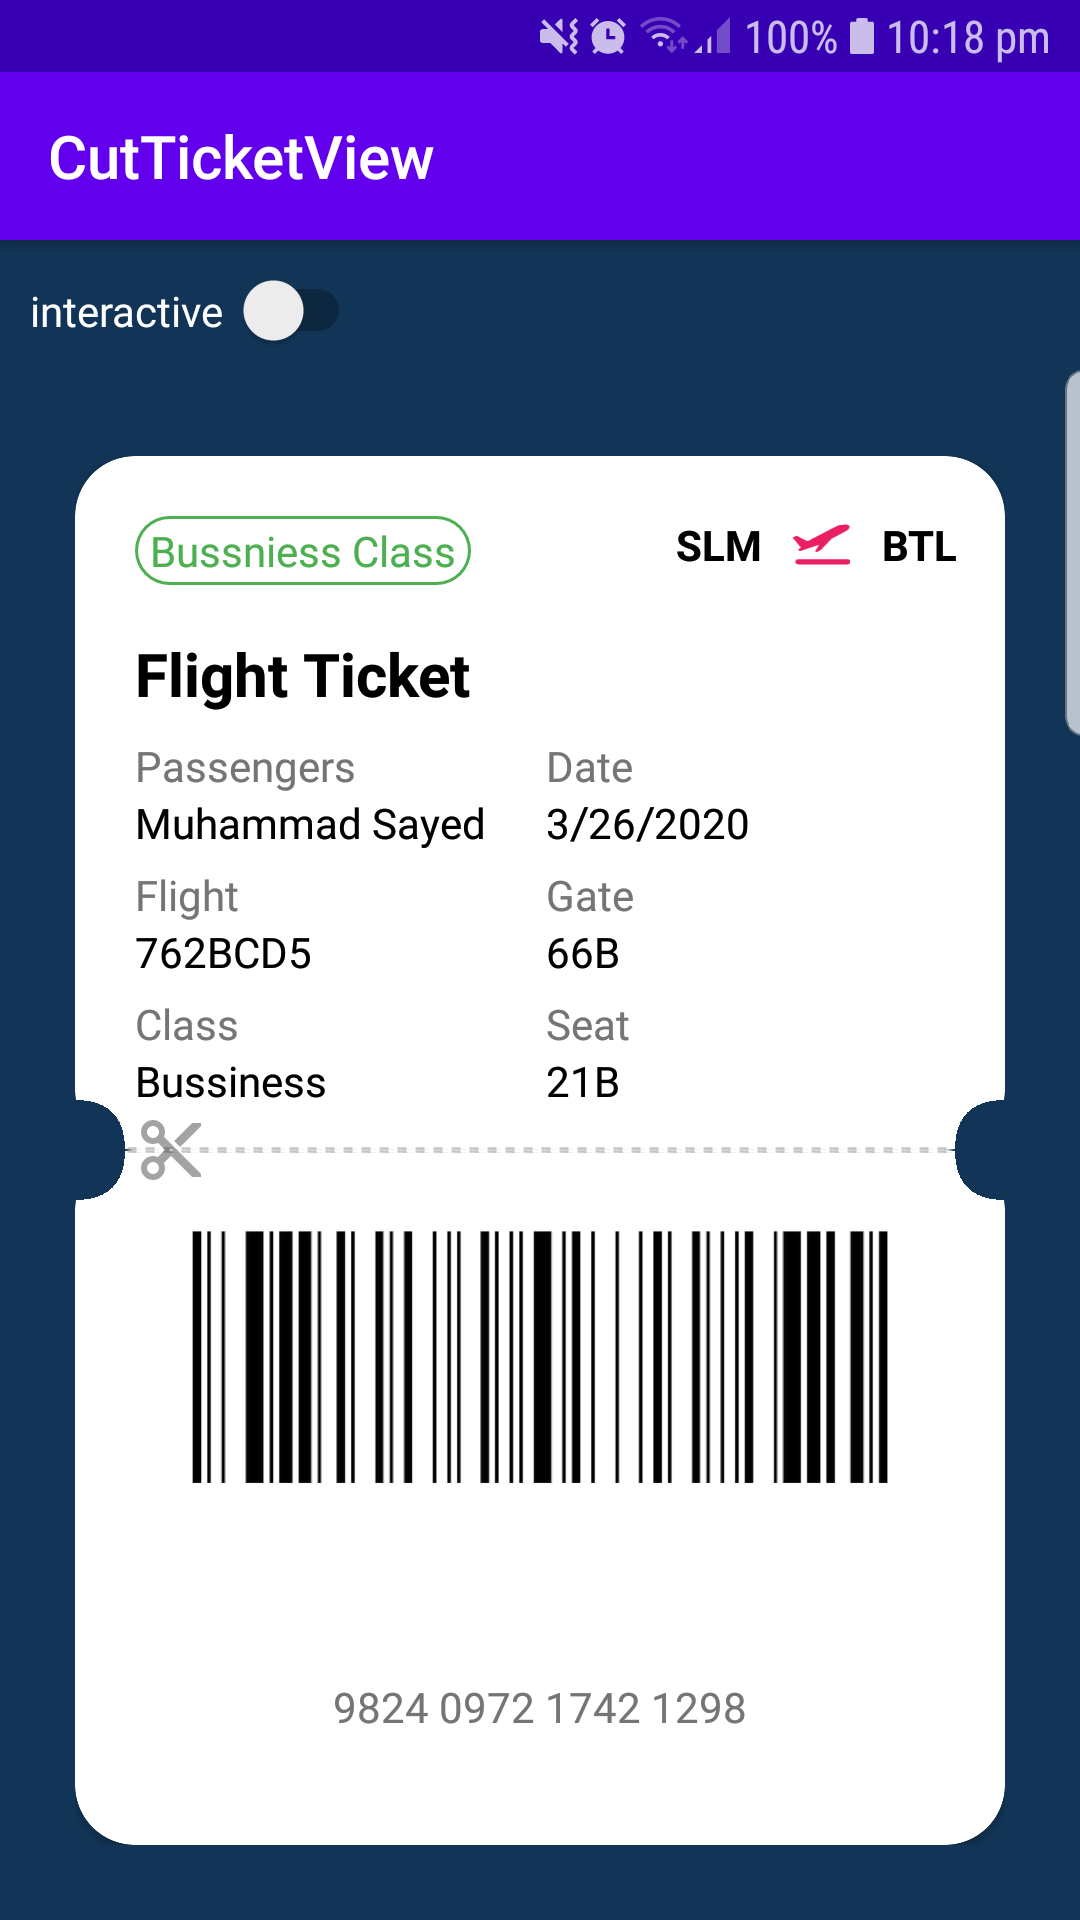 100% 10:18 pm
CutTicketView
interactive
Bussniess Class SLM BTL
Flight Ticket
Passengers Date
Muhammad Sayed 3/26/2020
Flight Gate
762BCD5 66B
Class Seat
Bussiness 21B
9824 0972 1742 1298